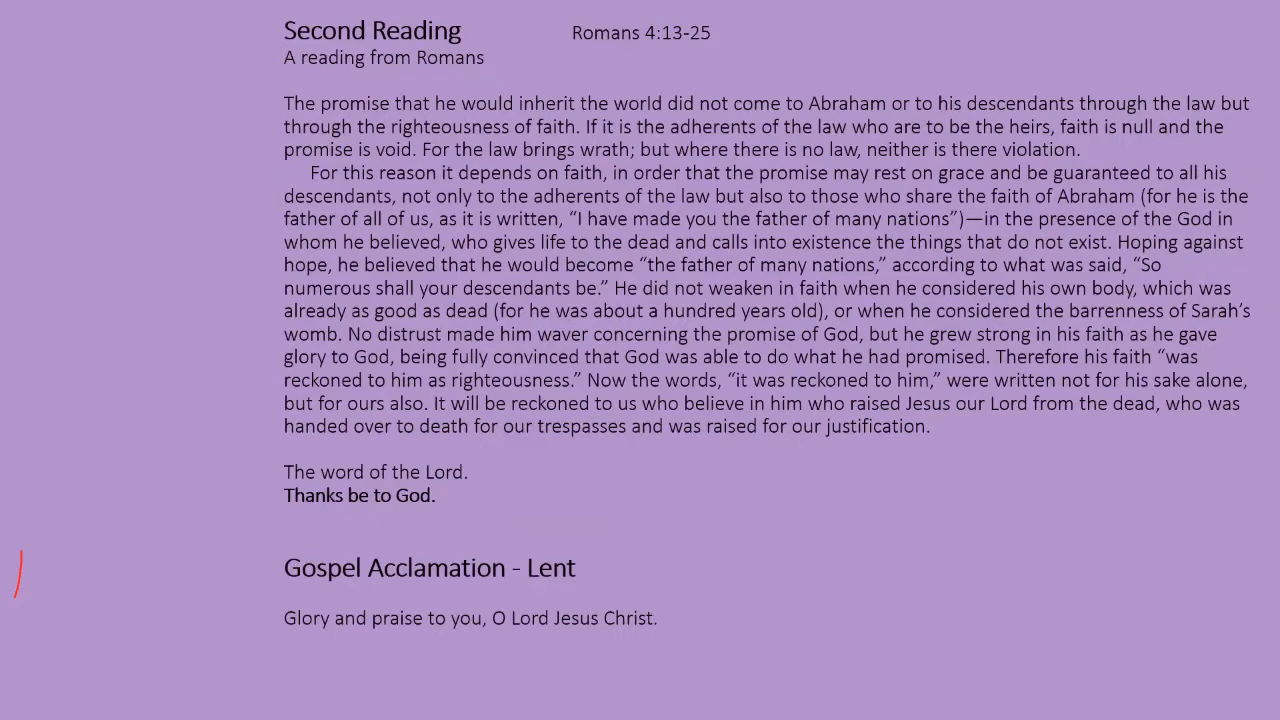 Second Reading Romans 4:13-25
A reading from Romans
The promise that he would inherit the world did not come to Abraham or to his descendants through the law but
through the righteousness of faith. If it is the adherents of the law who are to be the heirs, faith is null and the
promise is void. For the law brings wrath; but where there is no law, neither is there violation.
For this reason it depends on faith, in order that the promise may rest on grace and be guaranteed to all his
descendants, not only to the adherents of the law but also to those who share the faith of Abraham (for he is the
father of all of us, as it is written, “I have made you the father of many nations”)—in the presence of the God in
whom he believed, who gives life to the dead and calls into existence the things that do not exist. Hoping against
hope, he believed that he would become “the father of many nations,” according to what was said, “So
numerous shall your descendants be.” He did not weaken in faith when he considered his own body, which was
already as good as dead (for he was about a hundred years old), or when he considered the barrenness of Sarah’s
womb. No distrust made him waver concerning the promise of God, but he grew strong in his faith as he gave
glory to God, being fully convinced that God was able to do what he had promised. Therefore his faith “was
reckoned to him as righteousness.” Now the words, “it was reckoned to him,” were written not for his sake alone,
but for ours also. It will be reckoned to us who believe in him who raised Jesus our Lord from the dead, who was
handed over to death for our trespasses and was raised for our justification.
The word of the Lord.
Thanks be to God.
Gospel Acclamation - Lent
Glory and praise to you, O Lord Jesus Christ.